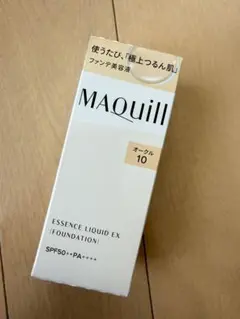 使うたび、「極上つるん肌」
ファンデ美容液
MAQuill
オークル
10
ESSENCE LIQUID EX
(FOUNDATION)
SPF50+・PA++++